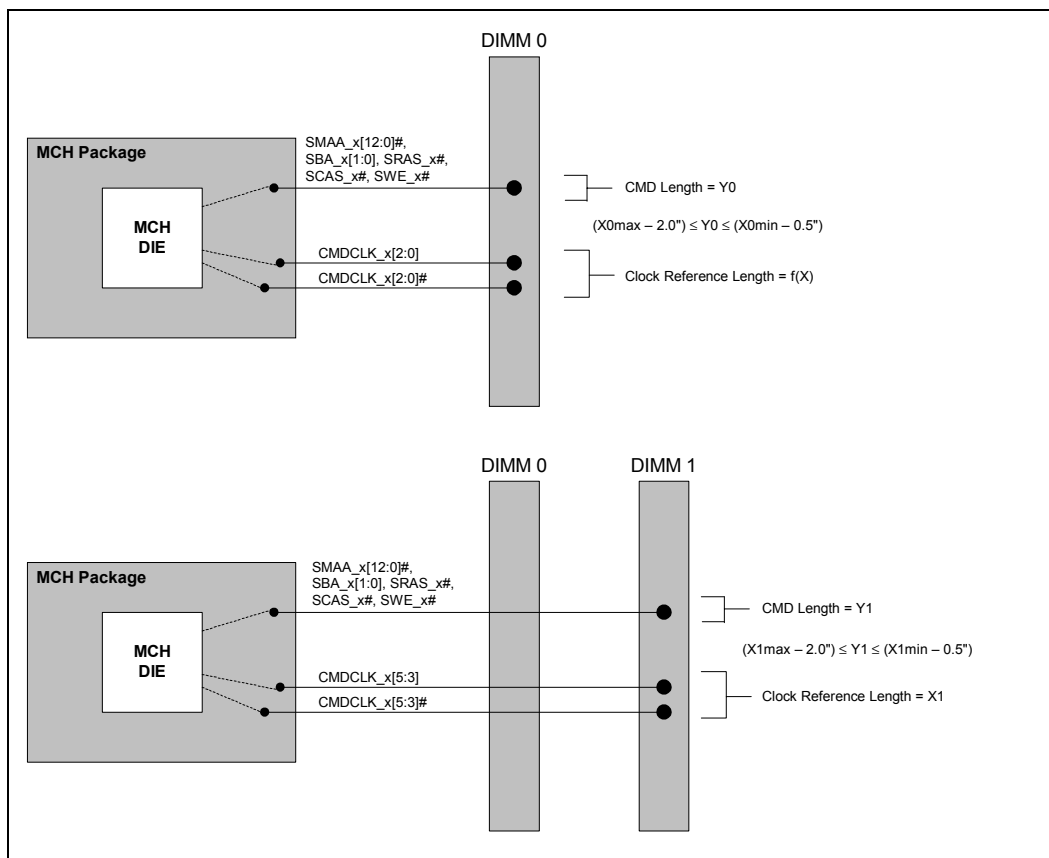 DIMM 0
MCH Package
SMAA_x[12:0]#,
SBA_x[1:0], SRAS_x#,
SCAS_x#, SWE_x#
MCH
DIE
CMDCLK_x[2:0]
CMDCLK_x[2:0]#
CMD Length = Y0
(X0max – 2.0") ≤ Y0 ≤ (X0min – 0.5")
Clock Reference Length = f(X)
DIMM 0
DIMM 1
MCH Package
SMAA_x[12:0]#,
SBA_x[1:0], SRAS_x#,
SCAS_x#, SWE_x#
MCH
DIE
CMDCLK_x[5:3]
CMDCLK_x[5:3]#
CMD Length = Y1
(X1max – 2.0") ≤ Y1 ≤ (X1min – 0.5")
Clock Reference Length = X1